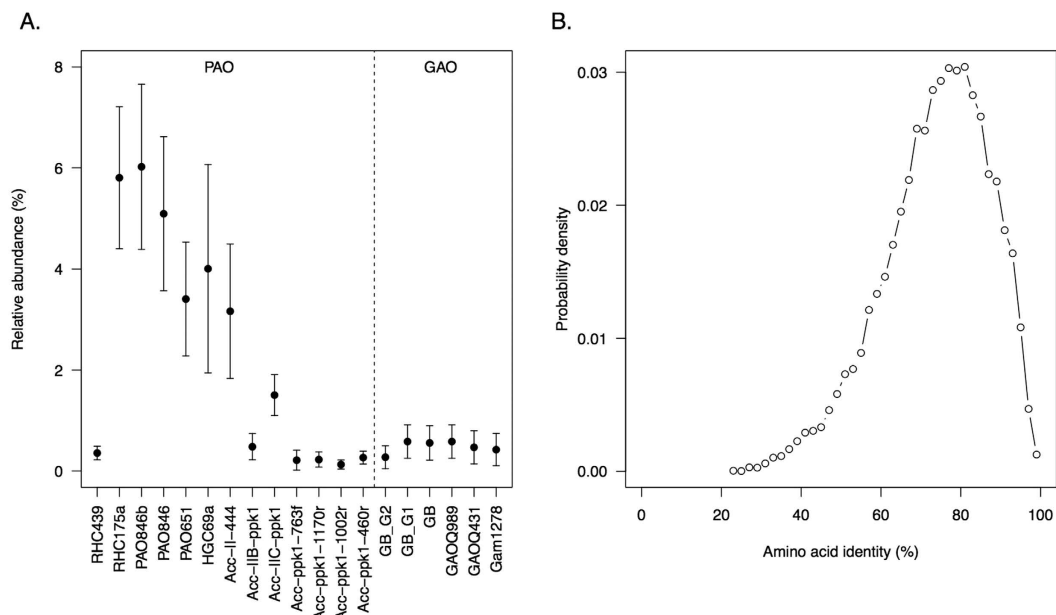 A.
PAO
GAO
8
6
4
2
0
Relative abundance (%)
RHC439
RHC175a
PAO846b
PAO846
PAO651
HGC69a
Acc-II-444
Acc-IIB-ppk1
Acc-IIC-ppk1
Acc-ppk1-763f
Acc-ppk1-1170r
Acc-ppk1-1002r
Acc-ppk1-460r
GB_G2
GB_G1
GB
GAOQ989
GAOQ431
Gam1278
B.
0.03
0.02
0.01
0.00
Probability density
0 20 40 60 80 100
Amino acid identity (%)